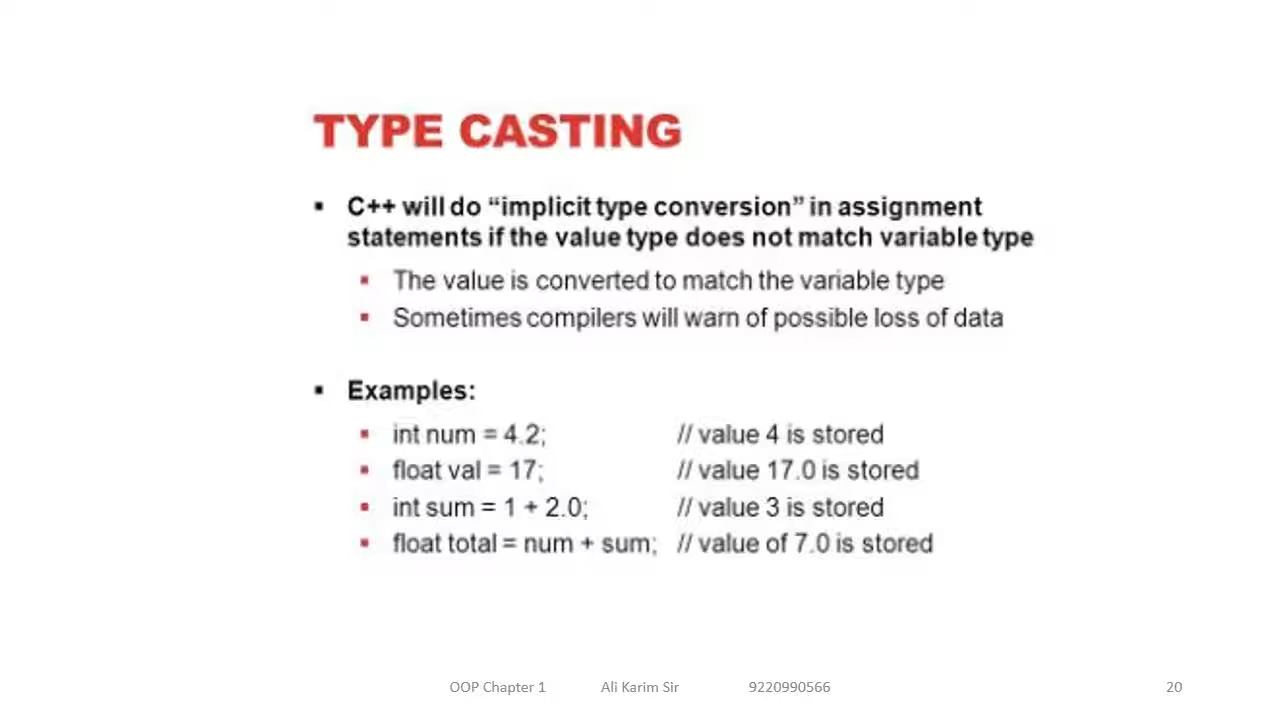 TYPE CASTING
▪ C++ will do “implicit type conversion” in assignment
statements if the value type does not match variable type
▪ The value is converted to match the variable type
▪ Sometimes compilers will warn of possible loss of data
▪ Examples:
▪ int num = 4.2; // value 4 is stored
▪ float val = 17; // value 17.0 is stored
▪ int sum = 1 + 2.0; // value 3 is stored
▪ float total = num + sum; // value of 7.0 is stored
OOP Chapter 1 Ali Karim Sir 9220990566 20